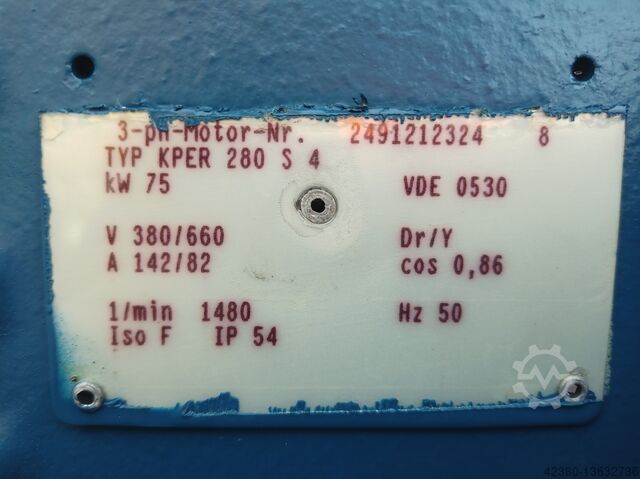 3-ph-Motor-Nr. 2491212324 8
TYP KPER 280 S 4
kW 75 VDE 0530
V 380/660 Dr/Y
A 142/82 cos 0,86
1/min 1480 Hz 50
Iso F IP 54
42380-13632736